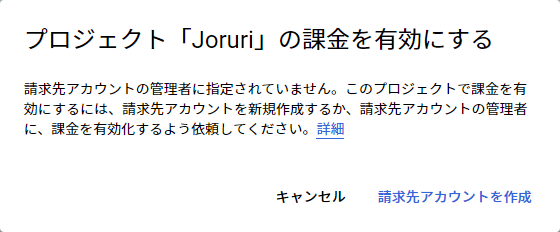 プロジェクト「Joruri」の課金を有効にする
請求先アカウントの管理者に指定されていません。このプロジェクトで課金を有
効にするには、請求先アカウントを新規作成するか、請求先アカウントの管理者
に、課金を有効化するよう依頼してください。詳細
キャンセル 請求先アカウントを作成